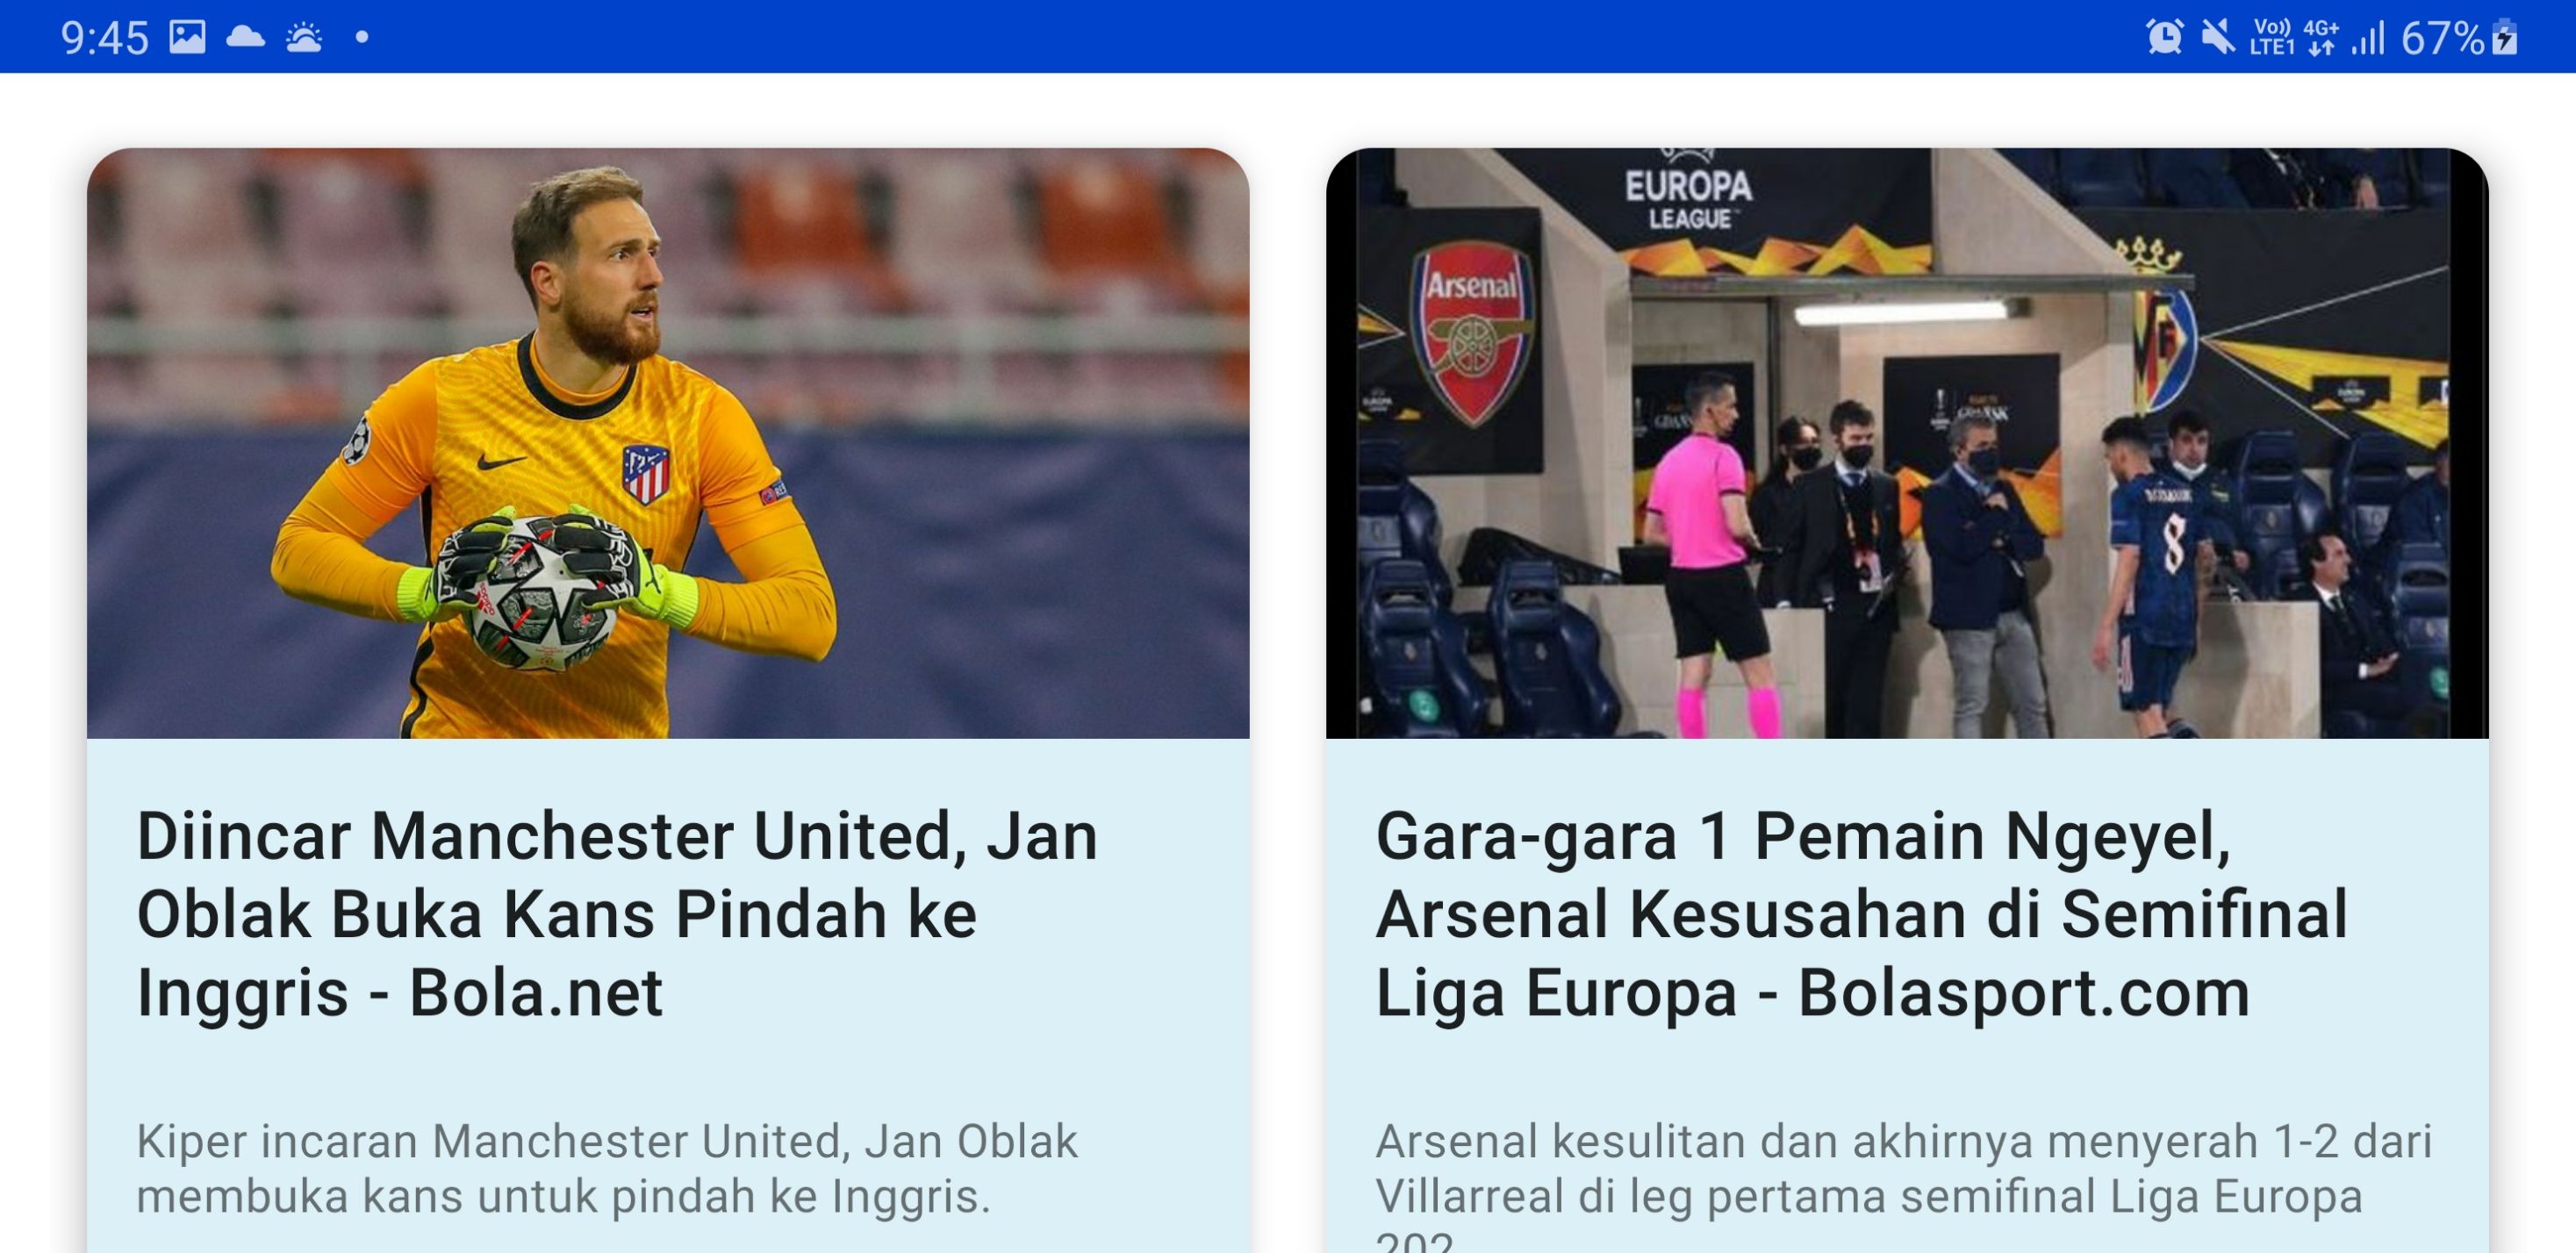 9:45
Vo)) LTE1 4G+ 67%
EUROPA
LEAGUE
Arsenal
GDAŃSK
8
Diincar Manchester United, Jan
Oblak Buka Kans Pindah ke
Inggris - Bola.net
Kiper incaran Manchester United, Jan Oblak
membuka kans untuk pindah ke Inggris.
Gara-gara 1 Pemain Ngeyel,
Arsenal Kesusahan di Semifinal
Liga Europa - Bolasport.com
Arsenal kesulitan dan akhirnya menyerah 1-2 dari
Villarreal di leg pertama semifinal Liga Europa
202